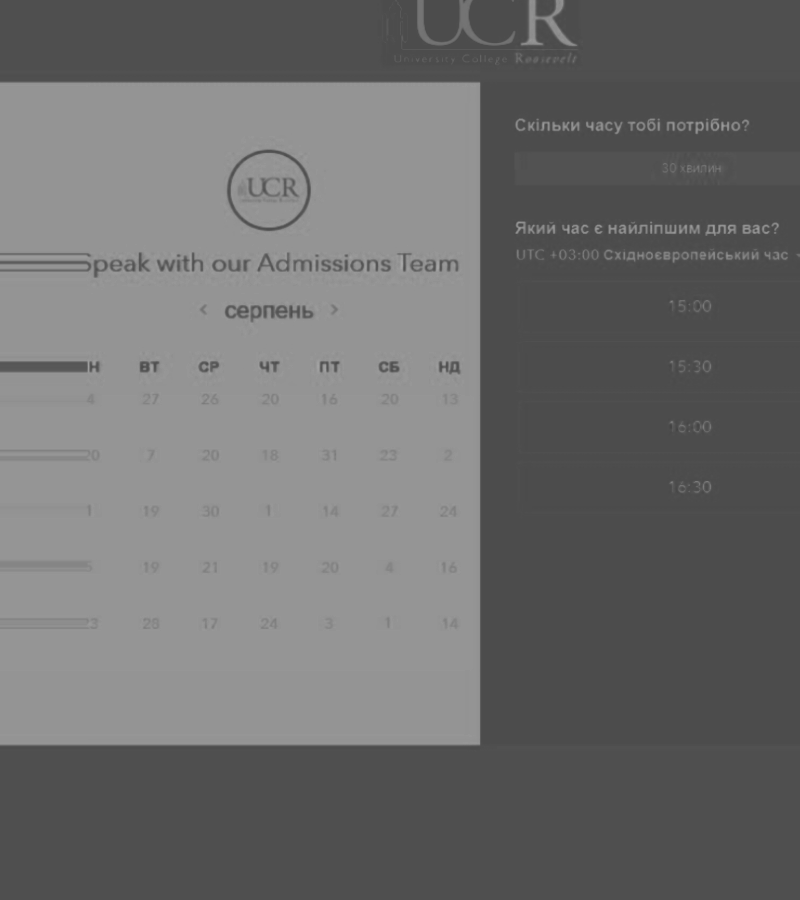 UCR
University College Roosevelt
UCR
Speak with our Admissions Team
< серпень >
Н ВТ СР ЧТ ПТ СБ НД
4 27 26 20 16 20 13
20 7 20 18 31 23 2
1 19 30 1 14 27 24
5 19 21 19 20 4 16
23 28 17 24 3 1 14
Скільки часу тобі потрібно?
30 хвилин
Який час є найліпшим для вас?
UTC +03:00 Східноєвропейський час
15:00
15:30
16:00
16:30